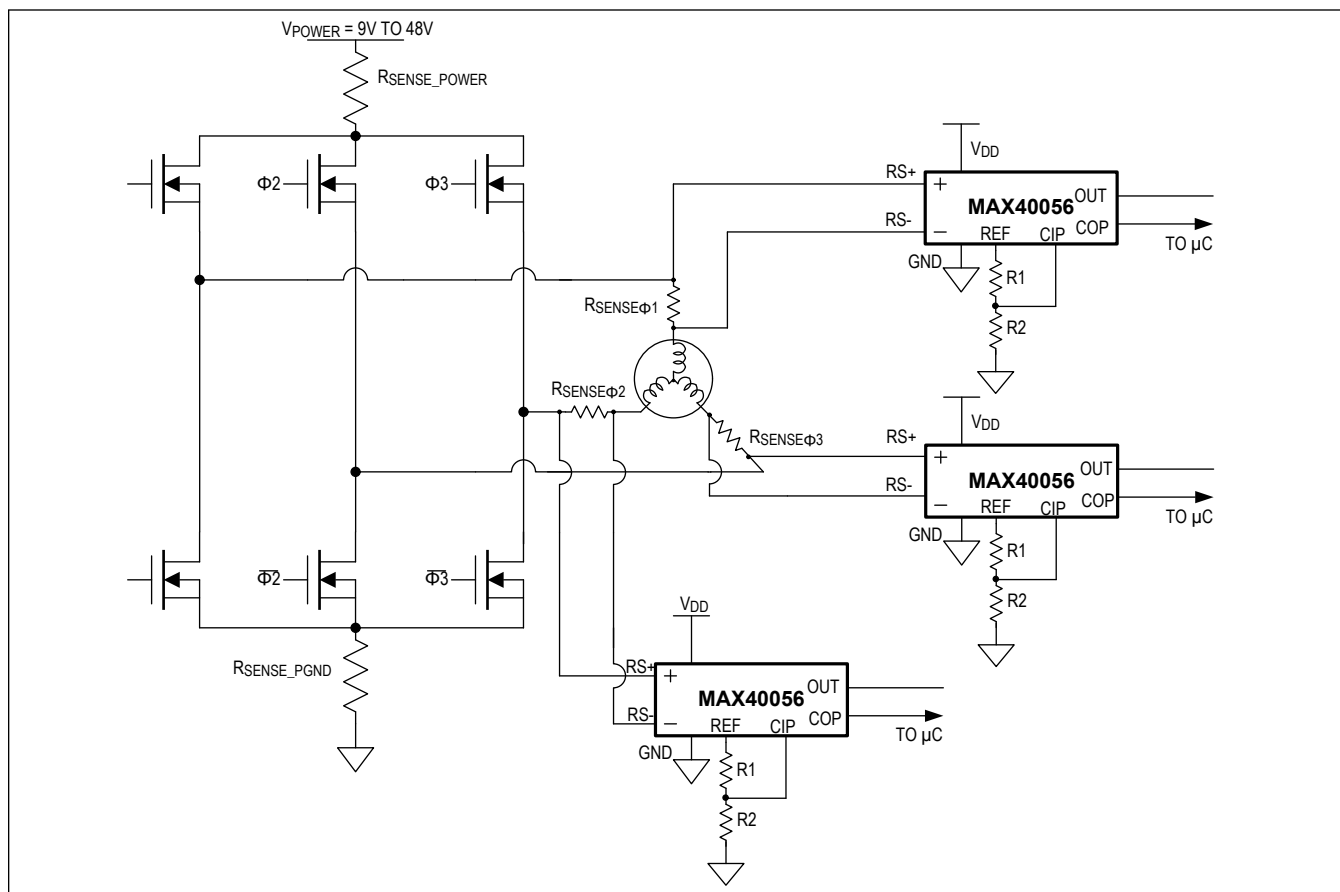 VPOWER = 9V TO 48V
RSENSE_POWER
Φ2
Φ3
RS+
RS-
VDD
+
−
MAX40056
OUT
COP
REF
CIP
GND
TO µC
R1
R2
RSENSEΦ1
RSENSEΦ2
RSENSEΦ3
RS+
RS-
VDD
+
−
MAX40056
OUT
COP
REF
CIP
GND
TO µC
R1
R2
Φ̅2̅
Φ̅3̅
RSENSE_PGND
VDD
RS+
RS-
+
−
MAX40056
OUT
COP
REF
CIP
GND
TO µC
R1
R2